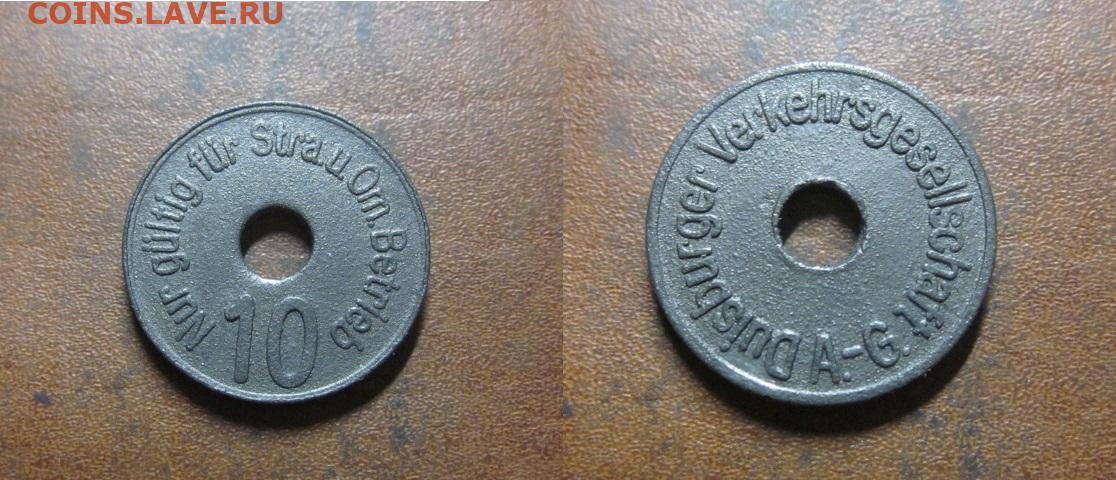 COINS.LAVE.RU
Nur gültig für Stra.u.Om.Betrieb
10
Duisburger Verkehrsgesellschaft A.-G.